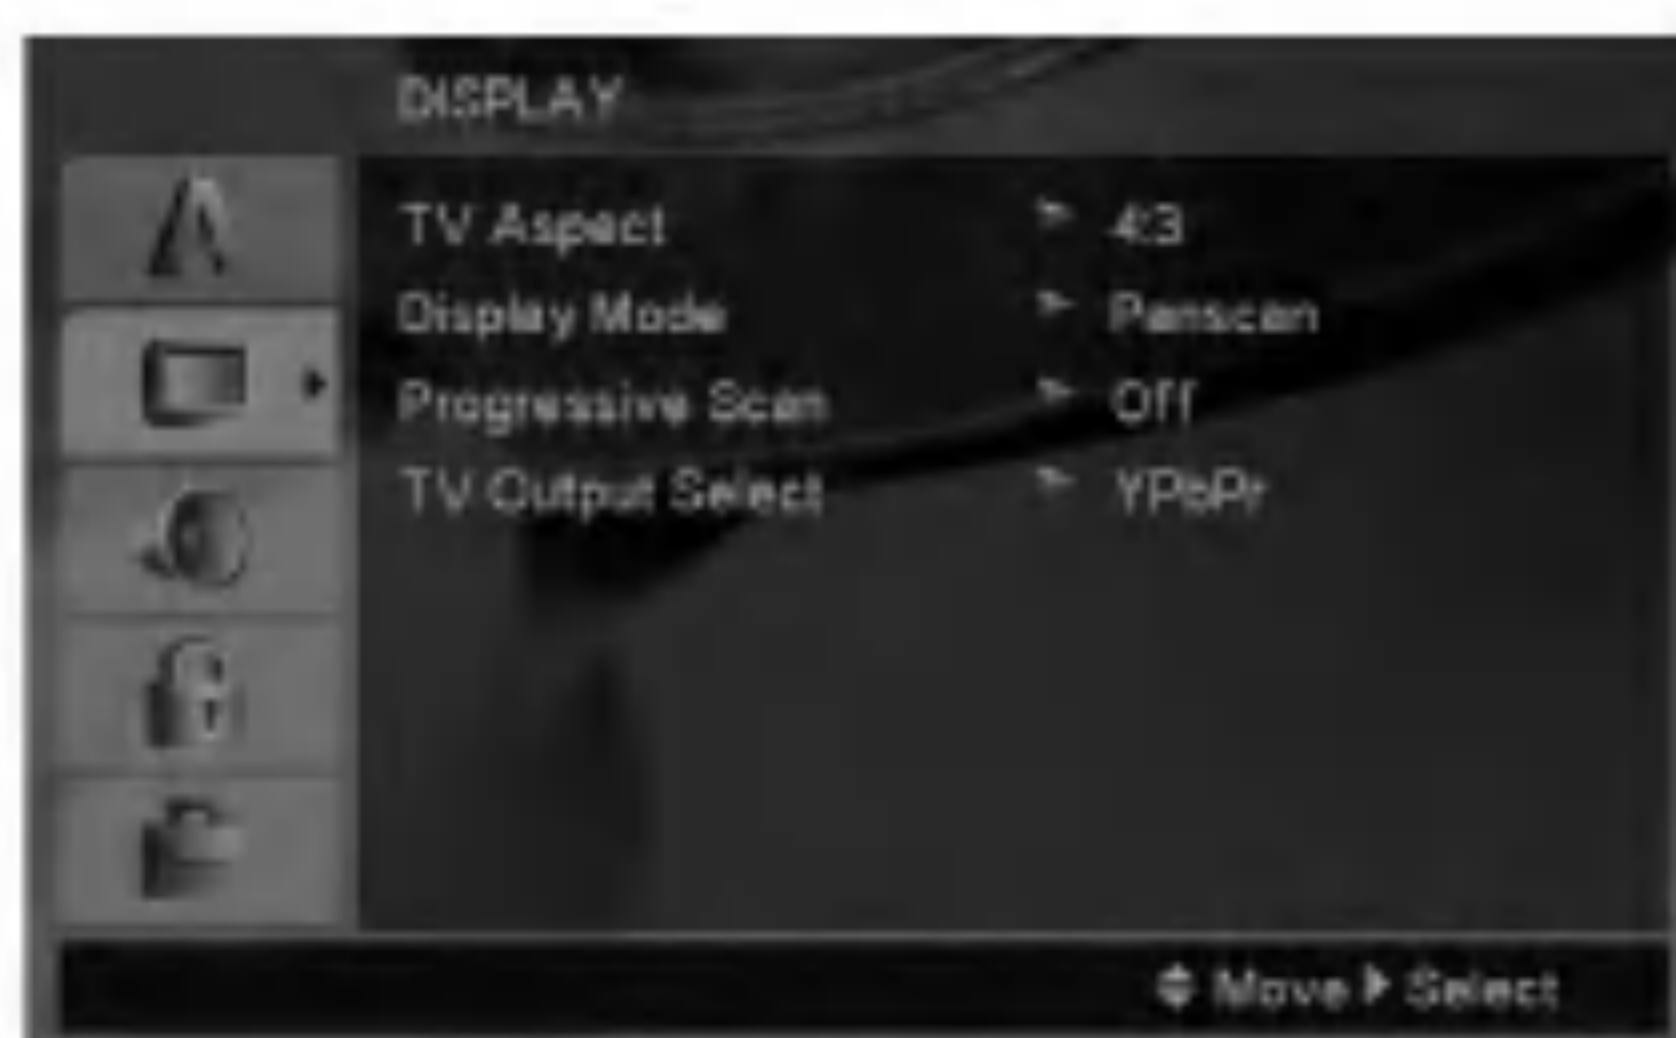 DISPLAY
TV Aspect 4:3
Display Mode Panscan
Progressive Scan Off
TV Output Select YPbPr
Move Select